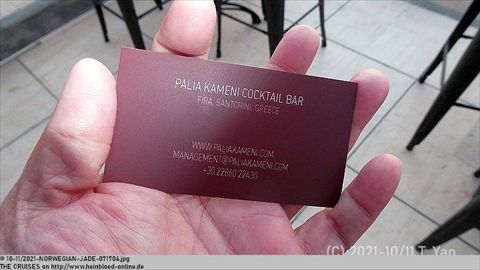 PALIA KAMENI COCKTAIL BAR
FIRA, SANTORINI, GREECE
WWW.PALIAKAMENI.COM
MANAGEMENT@PALIAKAMENI.COM
+30 22860 22430
(C) 2021-10/11 T. Yao
© 10-11/2021-NORWEGIAN-JADE-071704.jpg
THE CRUISES on http://www.heinbloed-online.de